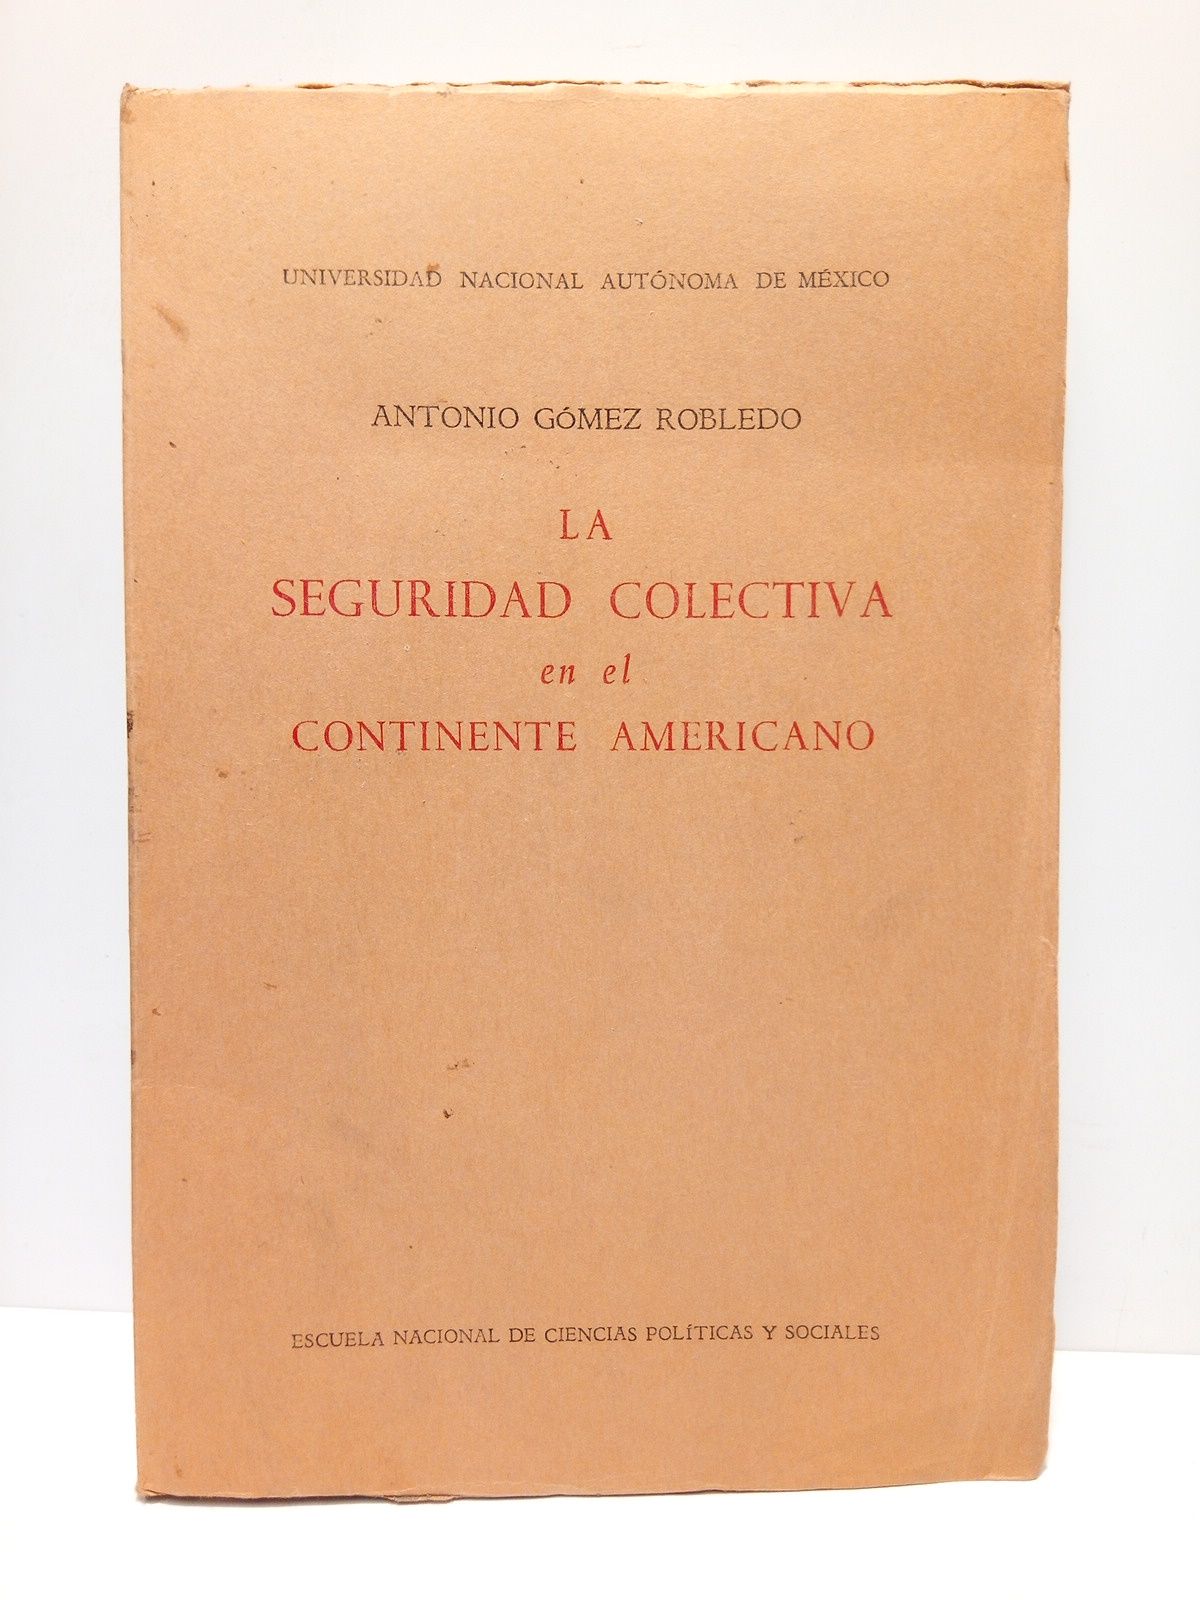 UNIVERSIDAD NACIONAL AUTÓNOMA DE MÉXICO
ANTONIO GÓMEZ ROBLEDO
LA
SEGURIDAD COLECTIVA
en el
CONTINENTE AMERICANO
ESCUELA NACIONAL DE CIENCIAS POLÍTICAS Y SOCIALES